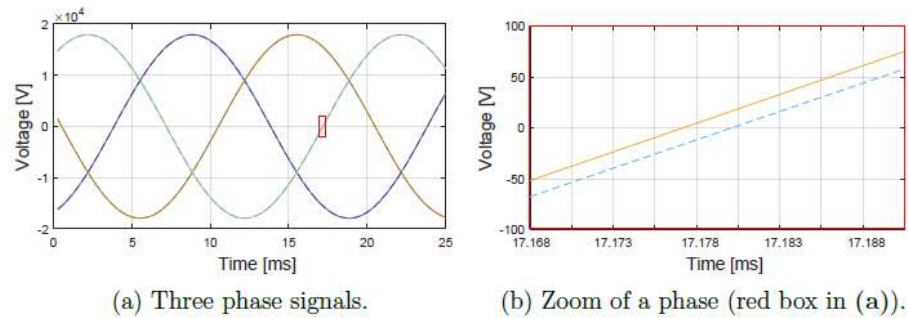 ×10⁴
2
1
0
-1
-2
Voltage [V]
0 5 10 15 20 25
Time [ms]
(a) Three phase signals.
100
50
0
-50
-100
Voltage [V]
17.168 17.173 17.178 17.183 17.188
Time [ms]
(b) Zoom of a phase (red box in (a)).